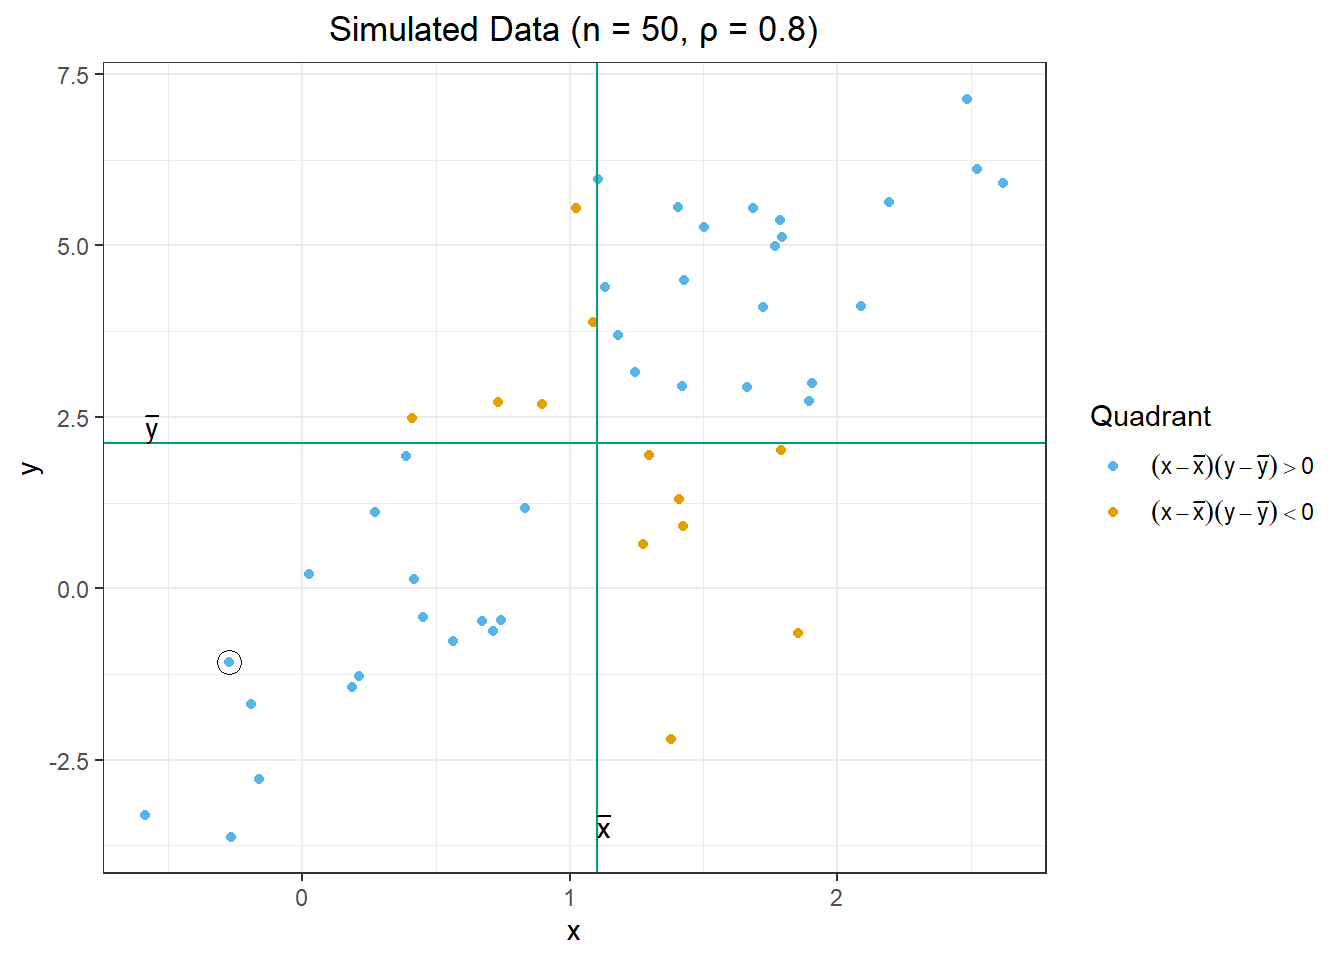 Simulated Data (n = 50, ρ = 0.8)
7.5
5.0
2.5
0.0
-2.5
y
y̅
x̅
0
1
2
x
Quadrant
(x − x̅)(y − y̅) > 0
(x − x̅)(y − y̅) < 0